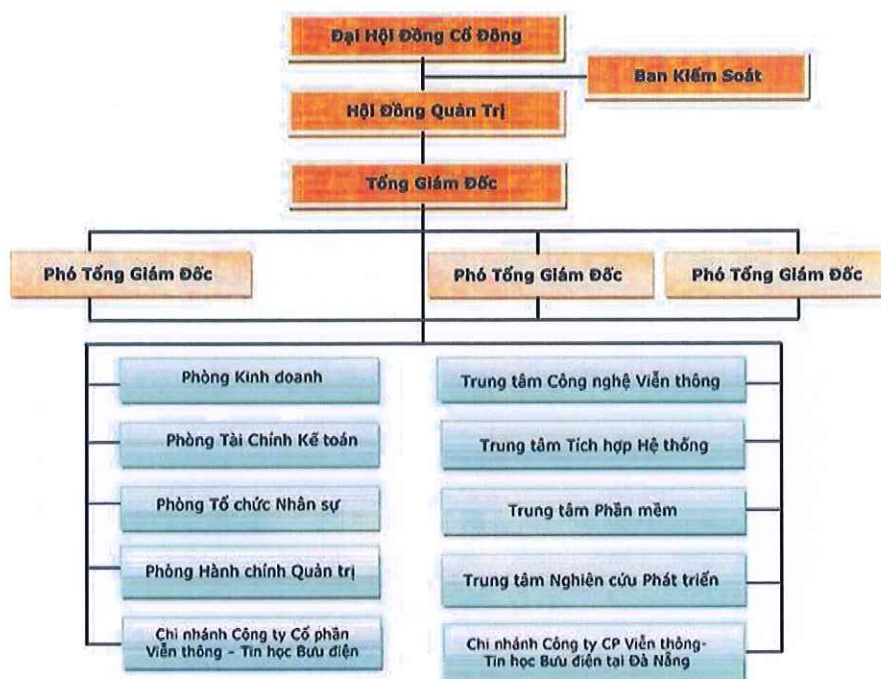 Đại Hội Đồng Cổ Đông
Ban Kiểm Soát
Hội Đồng Quản Trị
Tổng Giám Đốc
Phó Tổng Giám Đốc
Phó Tổng Giám Đốc
Phó Tổng Giám Đốc
Phòng Kinh doanh
Phòng Tài Chính Kế toán
Phòng Tổ chức Nhân sự
Phòng Hành chính Quản trị
Chi nhánh Công ty Cổ phần
Viễn thông – Tin học Bưu điện
Trung tâm Công nghệ Viễn thông
Trung tâm Tích hợp Hệ thống
Trung tâm Phần mềm
Trung tâm Nghiên cứu Phát triển
Chi nhánh Công ty CP Viễn thông-
Tin học Bưu điện tại Đà Nẵng